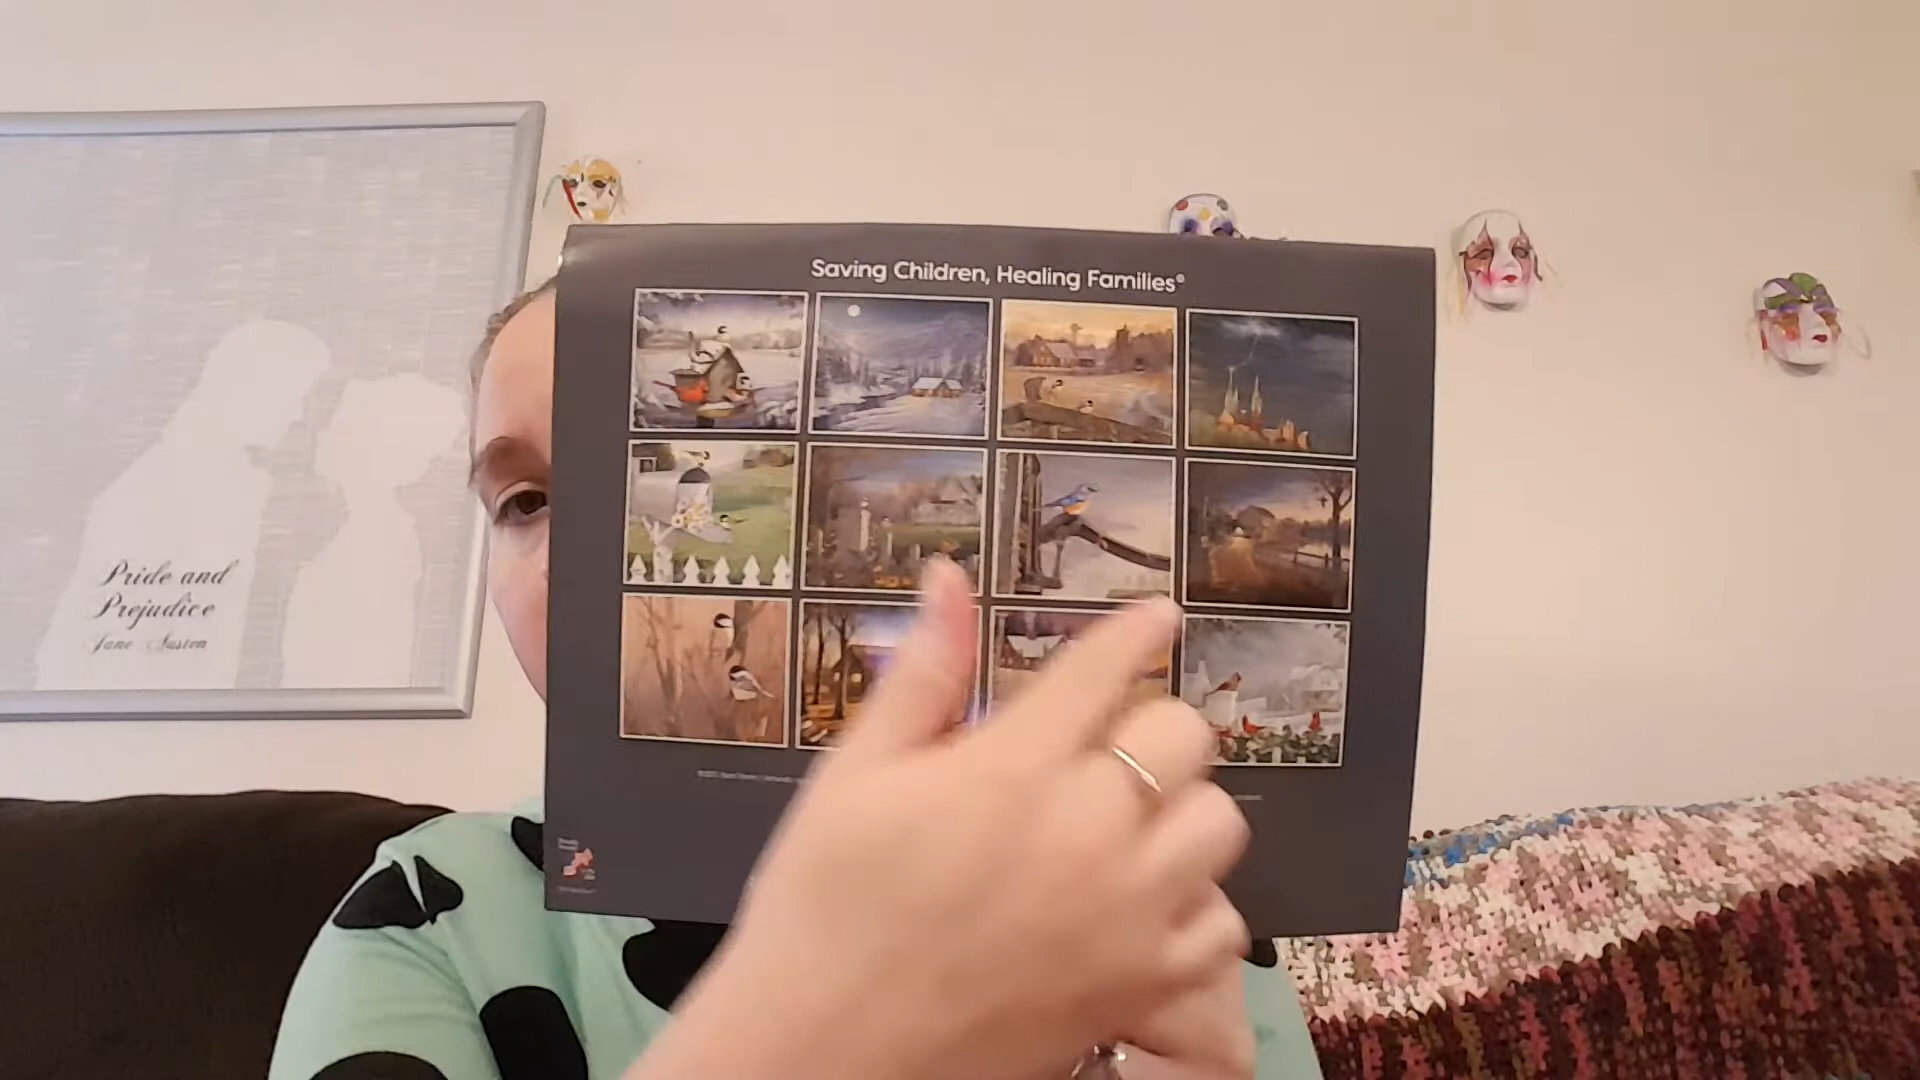 Saving Children, Healing Families®
Pride and
Prejudice
Jane Austen